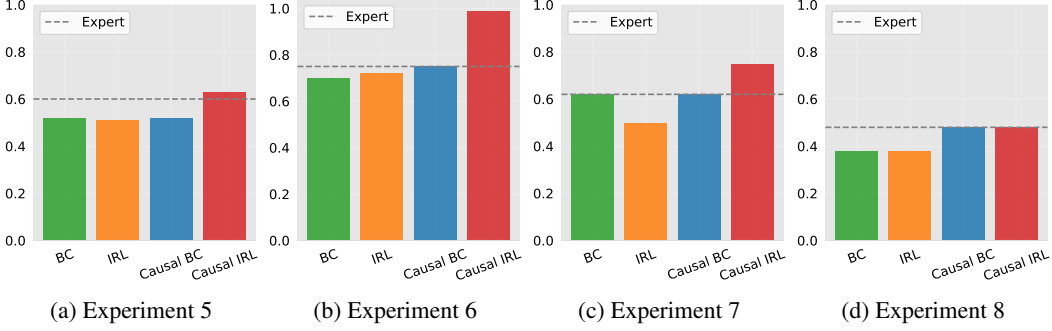 Expert
1.0
0.8
0.6
0.4
0.2
0.0
BC
IRL
Causal BC
Causal IRL
(a) Experiment 5
Expert
1.0
0.8
0.6
0.4
0.2
0.0
BC
IRL
Causal BC
Causal IRL
(b) Experiment 6
Expert
1.0
0.8
0.6
0.4
0.2
0.0
BC
IRL
Causal BC
Causal IRL
(c) Experiment 7
Expert
1.0
0.8
0.6
0.4
0.2
0.0
BC
IRL
Causal BC
Causal IRL
(d) Experiment 8